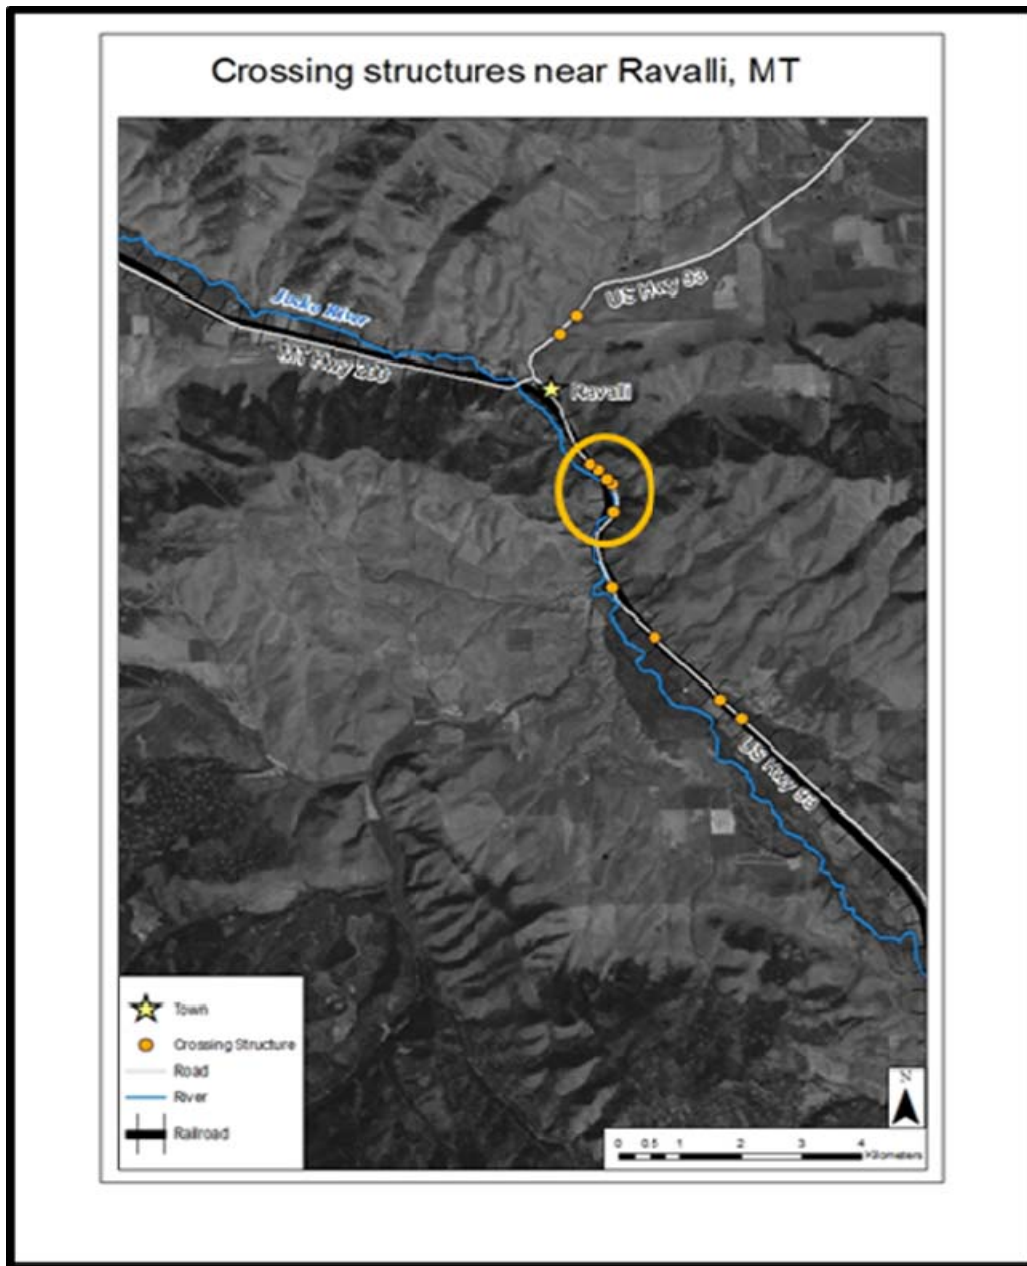 Crossing structures near Ravalli, MT
US Hwy 93
Jocko River
MT Hwy 200
Ravalli
US Hwy 93
Town
Crossing Structure
Road
River
Railroad
N
0 0.5 1 2 3 4
Kilometers